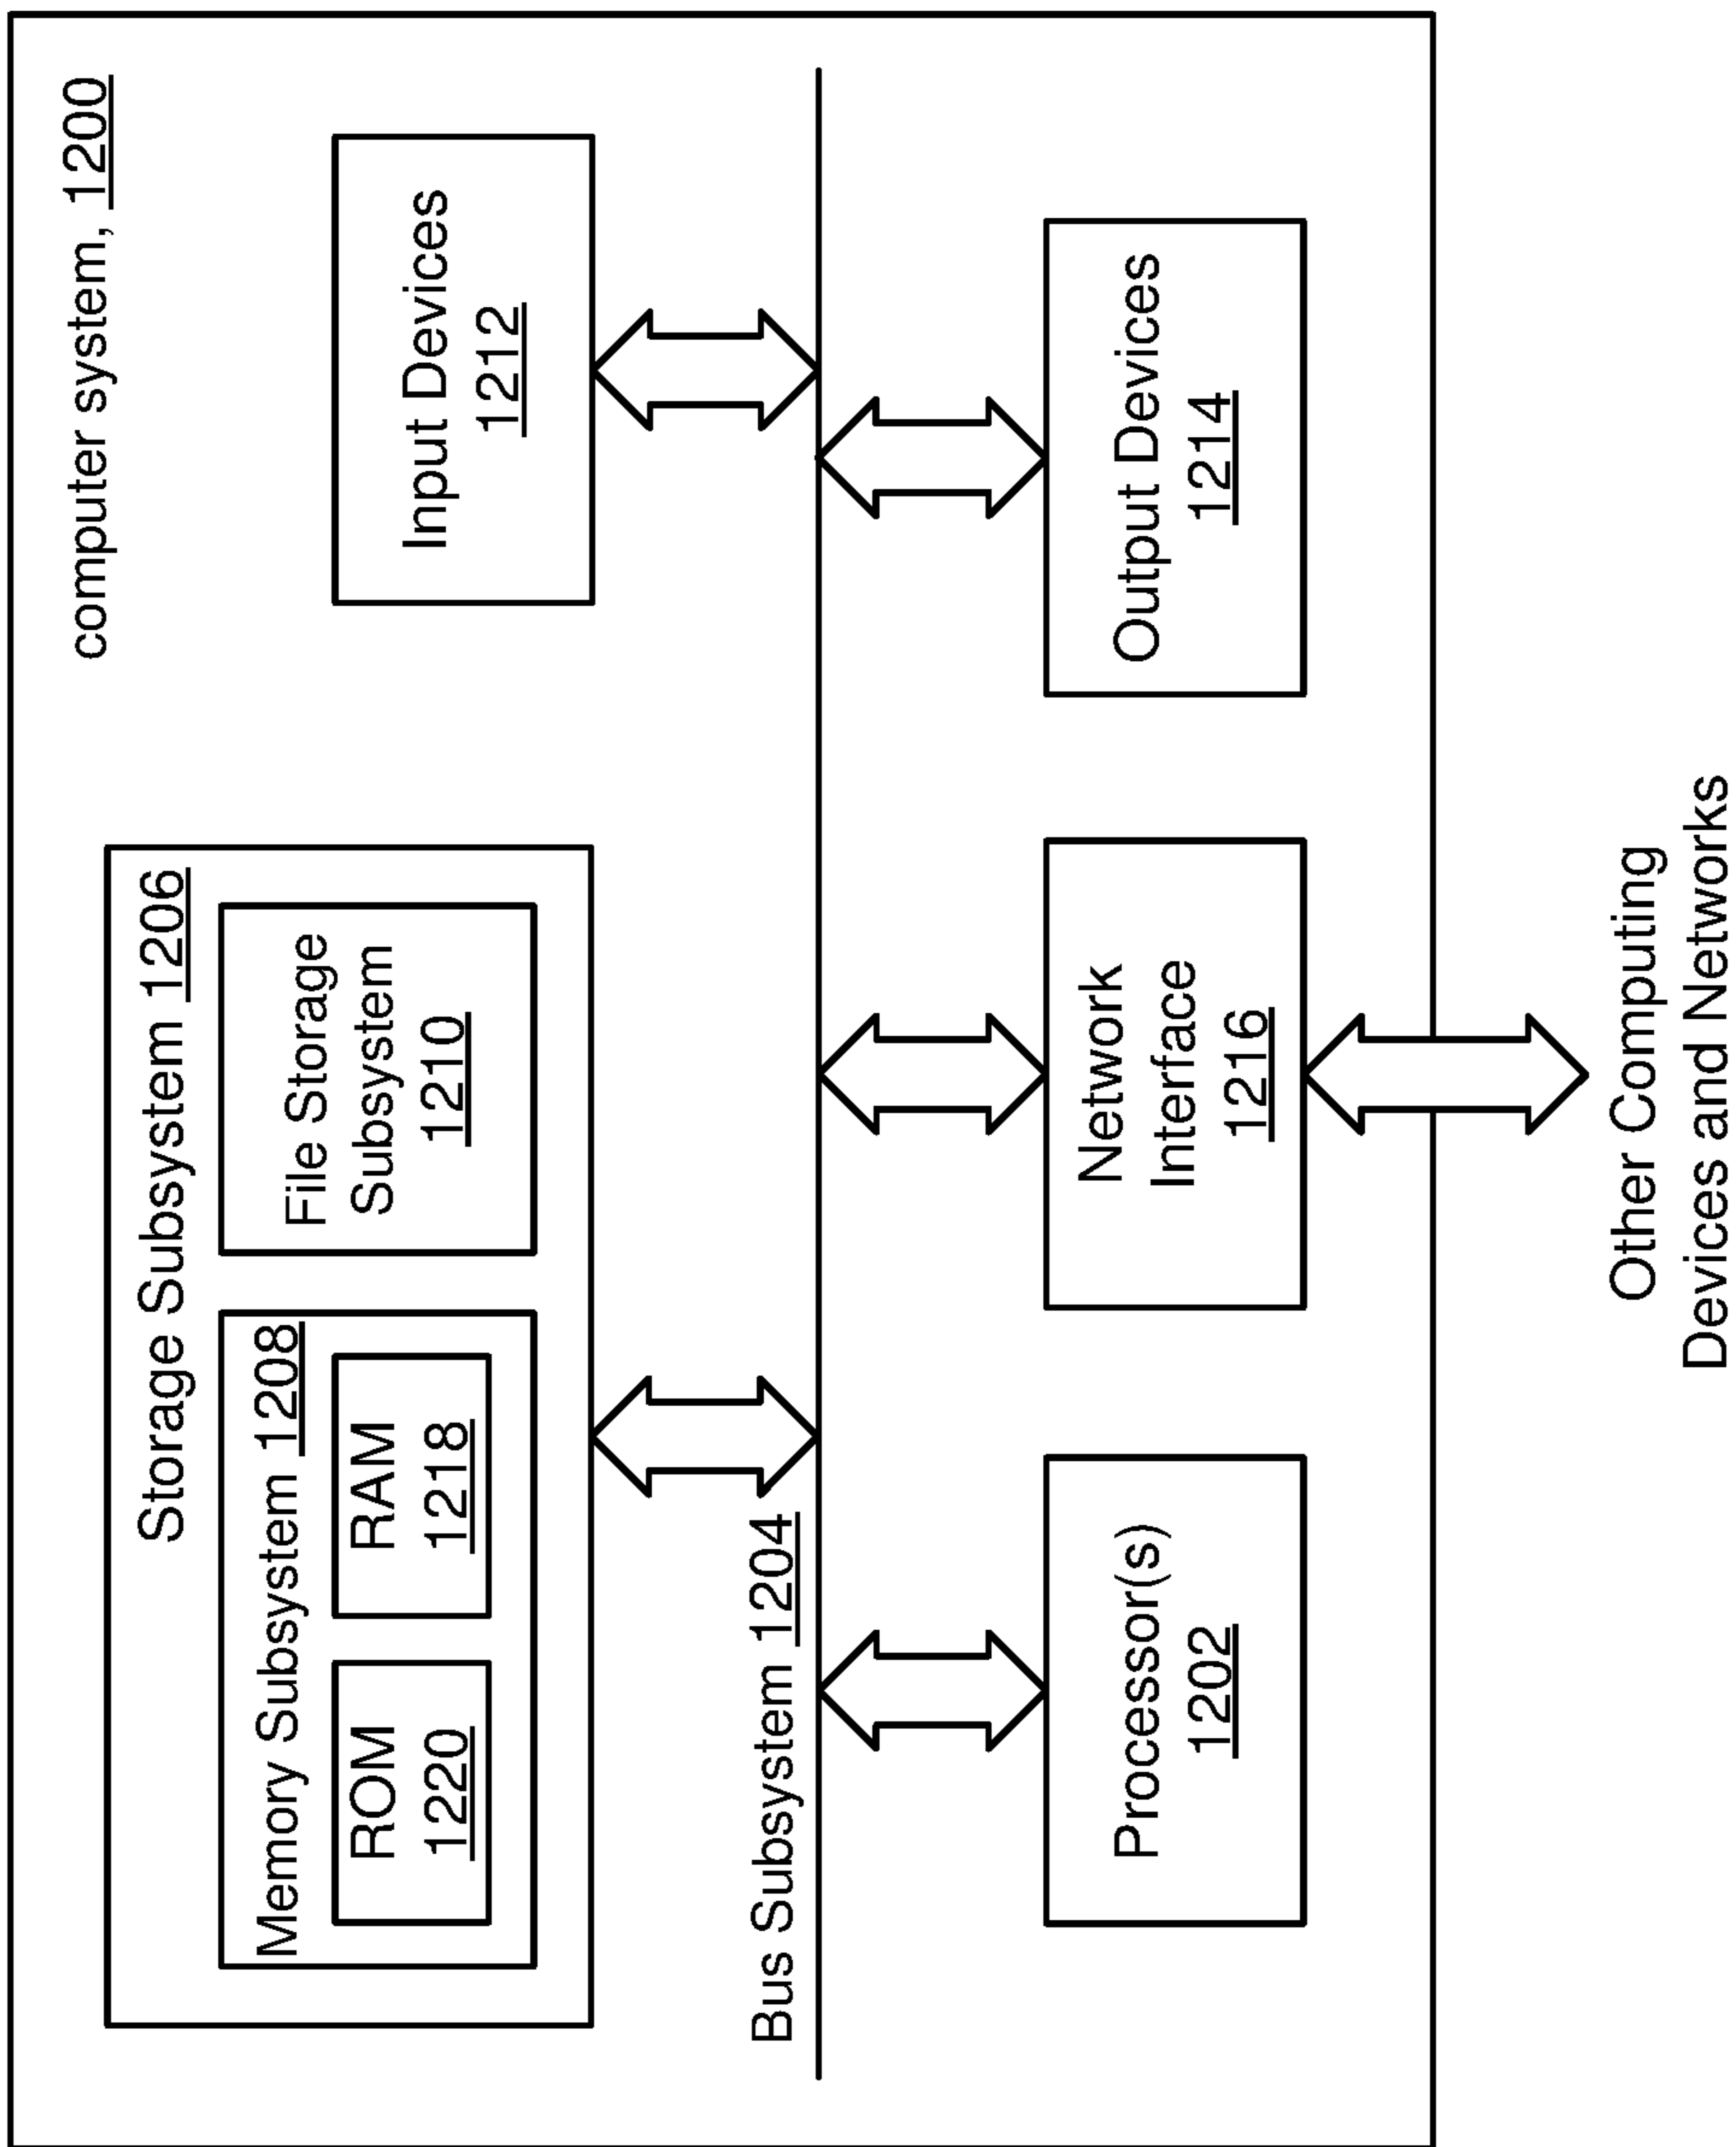 computer system, 1200
Storage Subsystem 1206
Memory Subsystem 1208
ROM
1220
RAM
1218
File Storage
Subsystem
1210
Input Devices
1212
Bus Subsystem 1204
Processor(s)
1202
Network
Interface
1216
Output Devices
1214
Other Computing
Devices and Networks